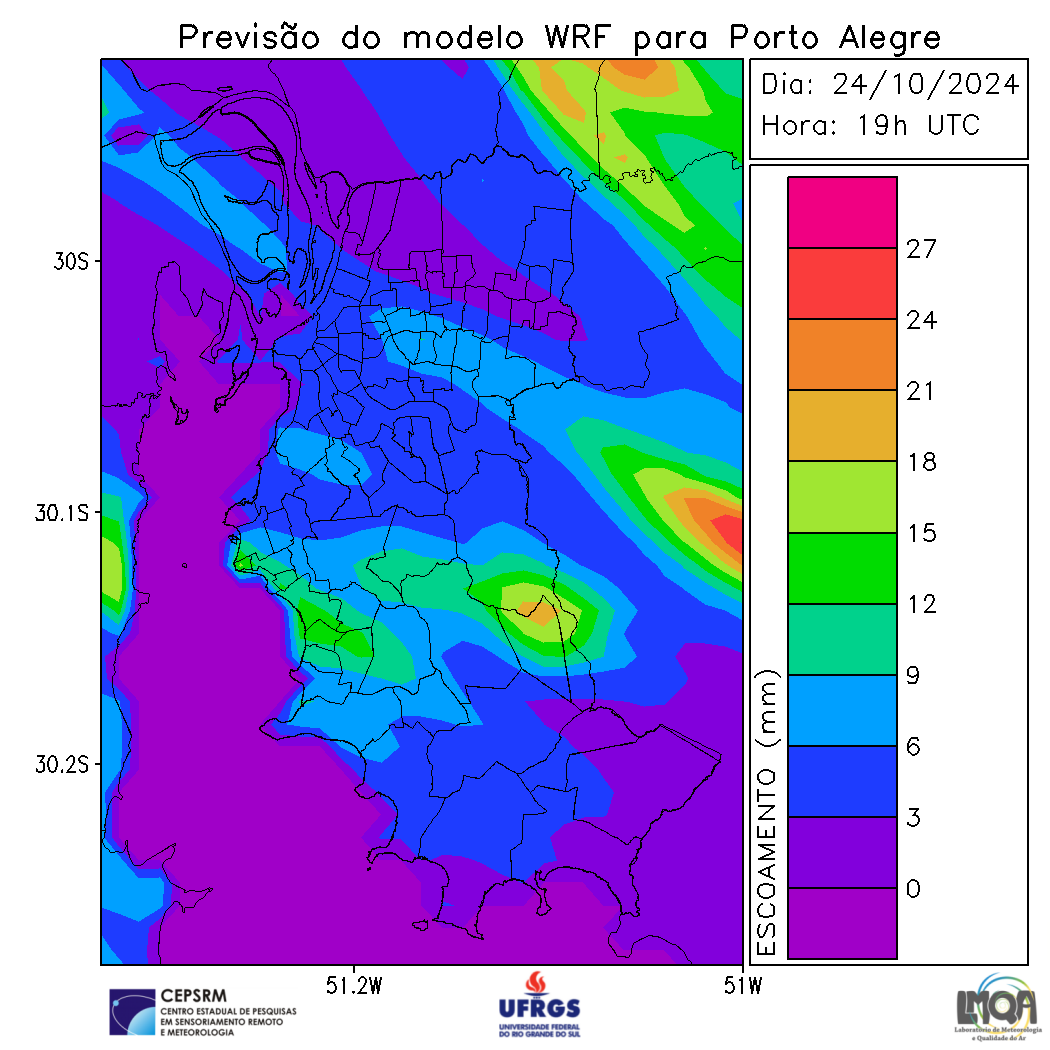 Previsão do modelo WRF para Porto Alegre
Dia: 24/10/2024
Hora: 19h UTC
30S
30.1S
30.2S
51.2W
51W
27
24
21
18
15
12
9
6
3
0
ESCOAMENTO (mm)
CEPSRM
CENTRO ESTADUAL DE PESQUISAS
EM SENSORIAMENTO REMOTO
E METEOROLOGIA
UFRGS
UNIVERSIDADE FEDERAL
DO RIO GRANDE DO SUL
LMQA
Laboratório de Meteorologia
e Qualidade do Ar